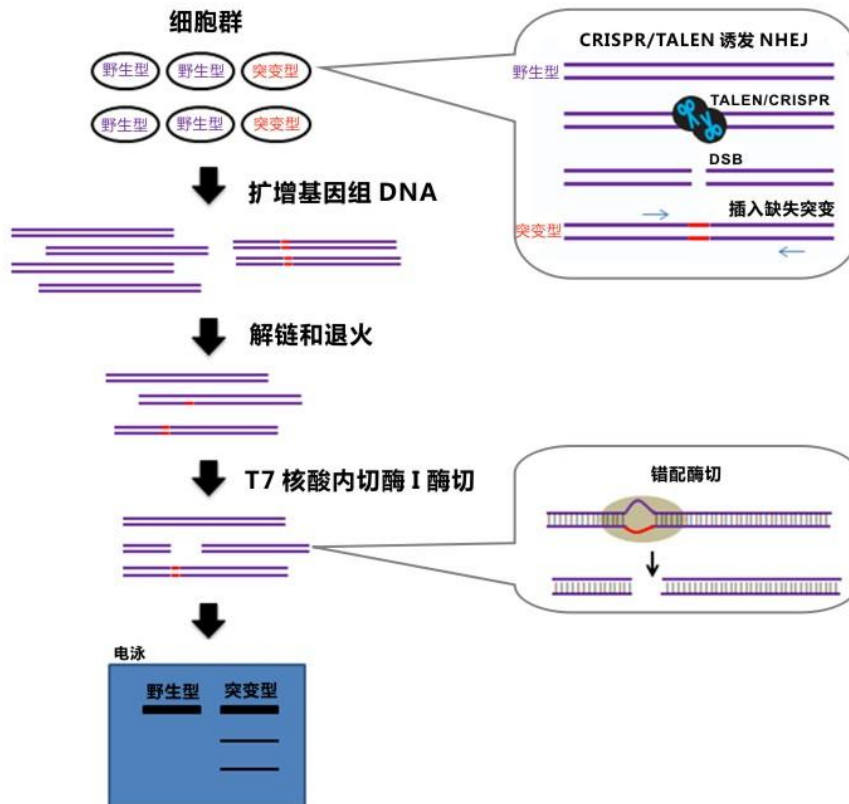 细胞群
野生型 野生型 突变型
野生型 野生型 突变型
CRISPR/TALEN 诱发 NHEJ
野生型
TALEN/CRISPR
DSB
插入缺失突变
突变型
扩增基因组 DNA
解链和退火
T7 核酸内切酶 I 酶切
错配酶切
电泳
野生型 突变型